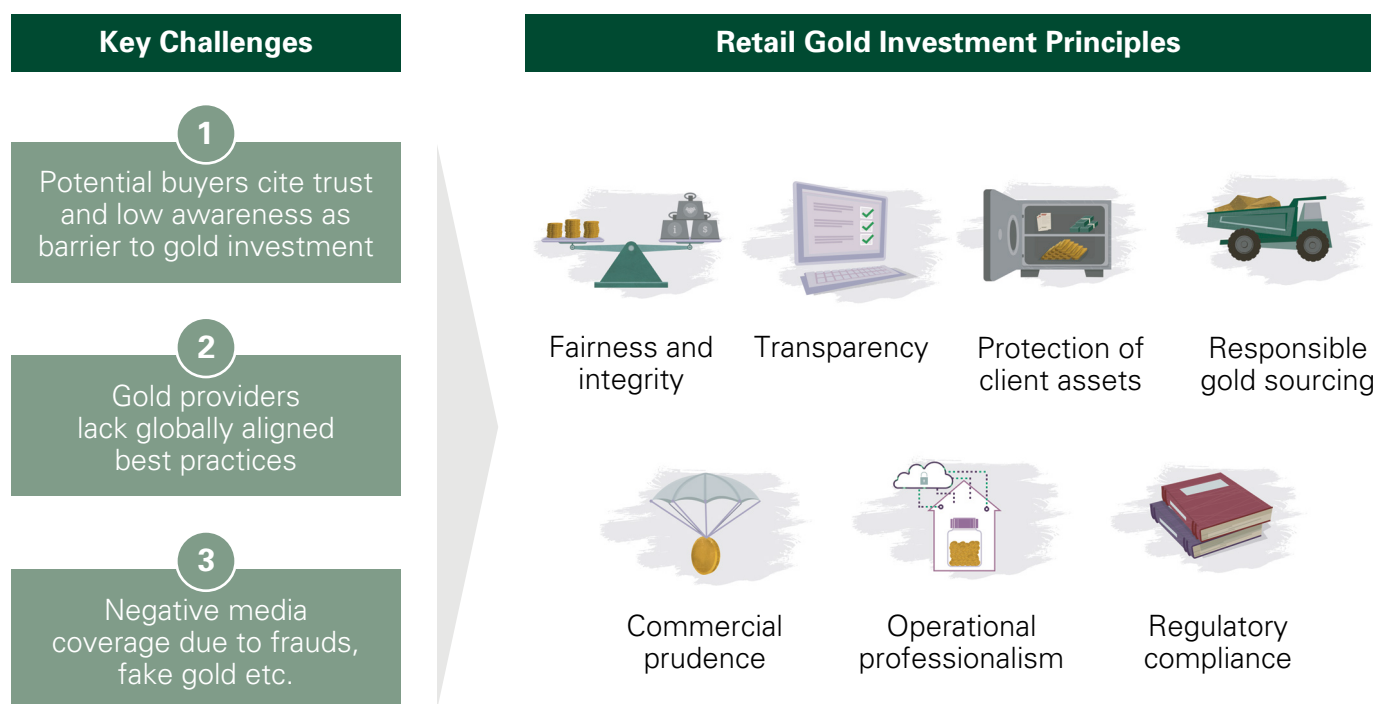 Key Challenges
1
Potential buyers cite trust
and low awareness as
barrier to gold investment
2
Gold providers
lack globally aligned
best practices
3
Negative media
coverage due to frauds,
fake gold etc.
Retail Gold Investment Principles
Fairness and
integrity
Transparency
Protection of
client assets
Responsible
gold sourcing
Commercial
prudence
Operational
professionalism
Regulatory
compliance